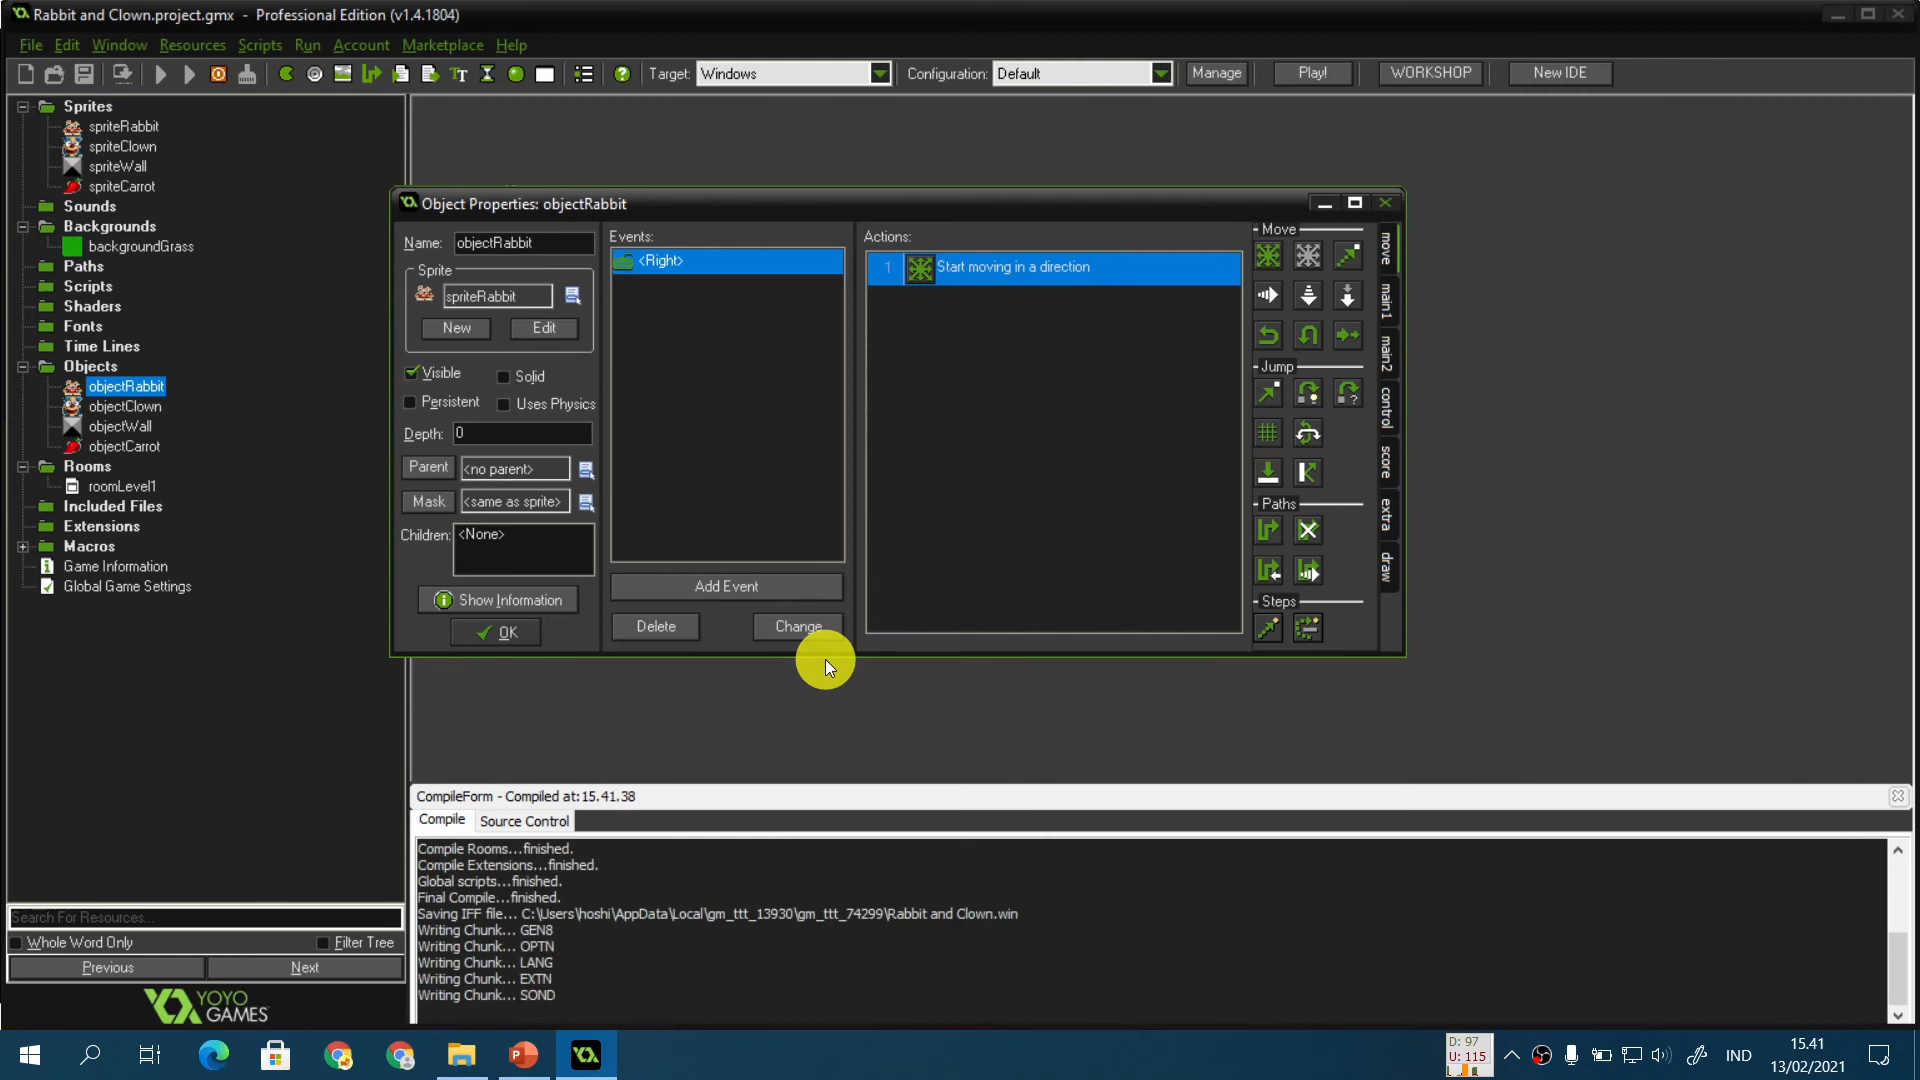 Rabbit and Clown.project.gmx - Professional Edition (v1.4.1804)
File Edit Window Resources Scripts Run Account Marketplace Help
Target: Windows Configuration: Default Manage Play! WORKSHOP New IDE
Sprites
spriteRabbit
spriteClown
spriteWall
spriteCarrot
Sounds
Backgrounds
backgroundGrass
Paths
Scripts
Shaders
Fonts
Time Lines
Objects
objectRabbit
objectClown
objectWall
objectCarrot
Rooms
roomLevel1
Included Files
Extensions
Macros
Game Information
Global Game Settings
Search For Resources...
Whole Word Only Filter Tree
Previous Next
YOYO
GAMES
Object Properties: objectRabbit
Name: objectRabbit
Sprite
spriteRabbit
New Edit
Visible Solid
Persistent Uses Physics
Depth: 0
Parent <no parent>
Mask <same as sprite>
Children: <None>
Show Information
OK
Events:
<Right>
Add Event
Delete Change
Actions:
1 Start moving in a direction
Move
Jump
Paths
Steps
move
main1
main2
control
score
extra
draw
CompileForm - Compiled at:15.41.38
Compile Source Control
Compile Rooms...finished.
Compile Extensions...finished.
Global scripts...finished.
Final Compile...finished.
Saving IFF file... C:\Users\hoshi\AppData\Local\gm_ttt_13930\gm_ttt_74299\Rabbit and Clown.win
Writing Chunk... GEN8
Writing Chunk... OPTN
Writing Chunk... LANG
Writing Chunk... EXTN
Writing Chunk... SOND
D: 97
U: 115
IND
15.41
13/02/2021